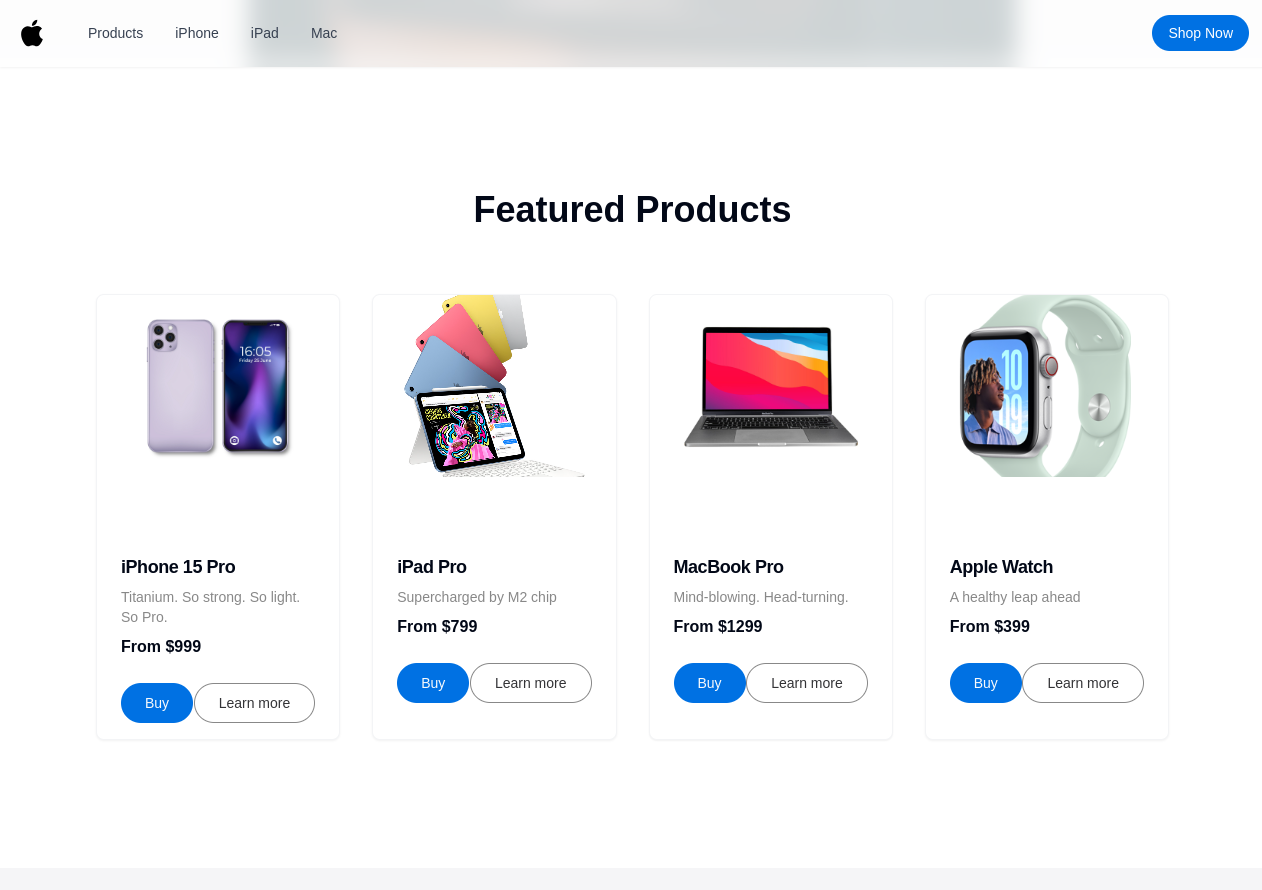 Products iPhone iPad Mac Shop Now
Featured Products
16:05
Friday 25 June
10
09
iPhone 15 Pro
Titanium. So strong. So light.
So Pro.
From $999
Buy Learn more
iPad Pro
Supercharged by M2 chip
From $799
Buy Learn more
MacBook Pro
Mind-blowing. Head-turning.
From $1299
Buy Learn more
Apple Watch
A healthy leap ahead
From $399
Buy Learn more